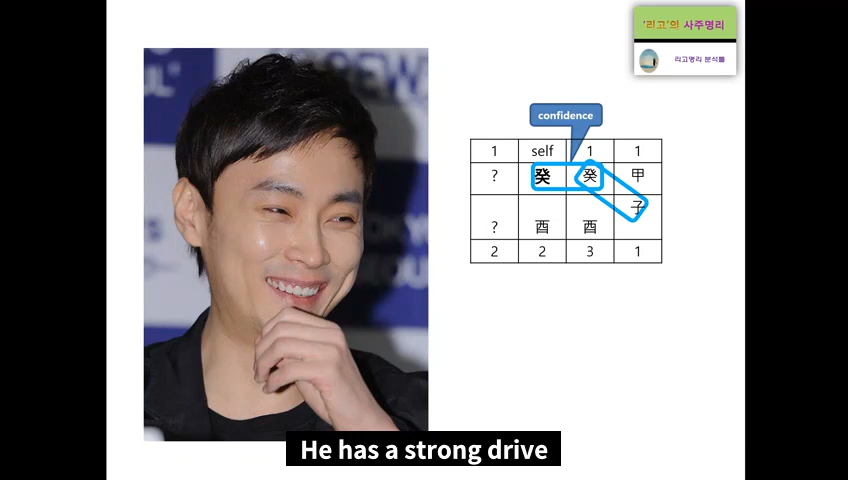 '리고'의 사주명리
리고명리 분석틀
confidence
1 self 1 1
? 癸 癸 甲
子
? 酉 酉
2 2 3 1
He has a strong drive